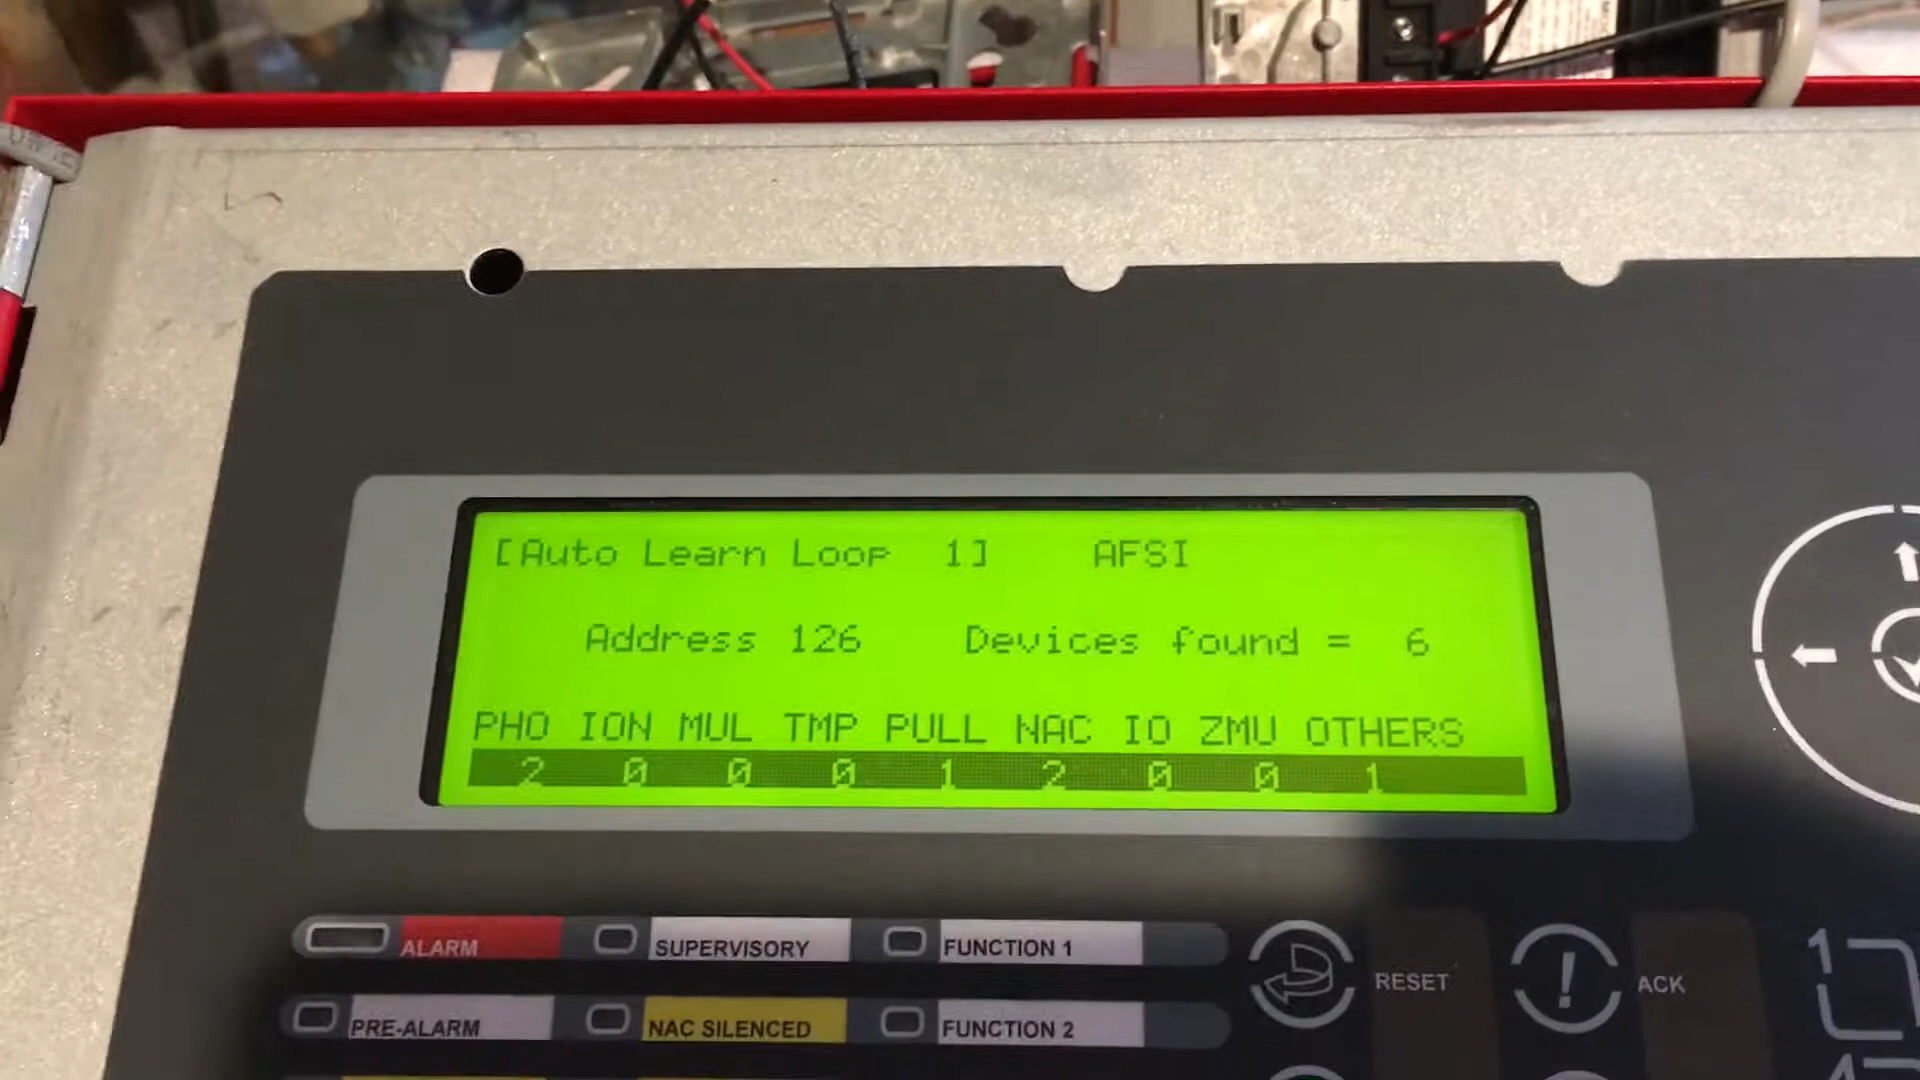 [Auto Learn Loop 1] AFSI
Address 126 Devices found = 6
PHO ION MUL TMP PULL NAC IO ZMU OTHERS
2 0 0 0 1 2 0 0 1
ALARM SUPERVISORY FUNCTION 1
RESET ! ACK 1
PRE-ALARM NAC SILENCED FUNCTION 2
4